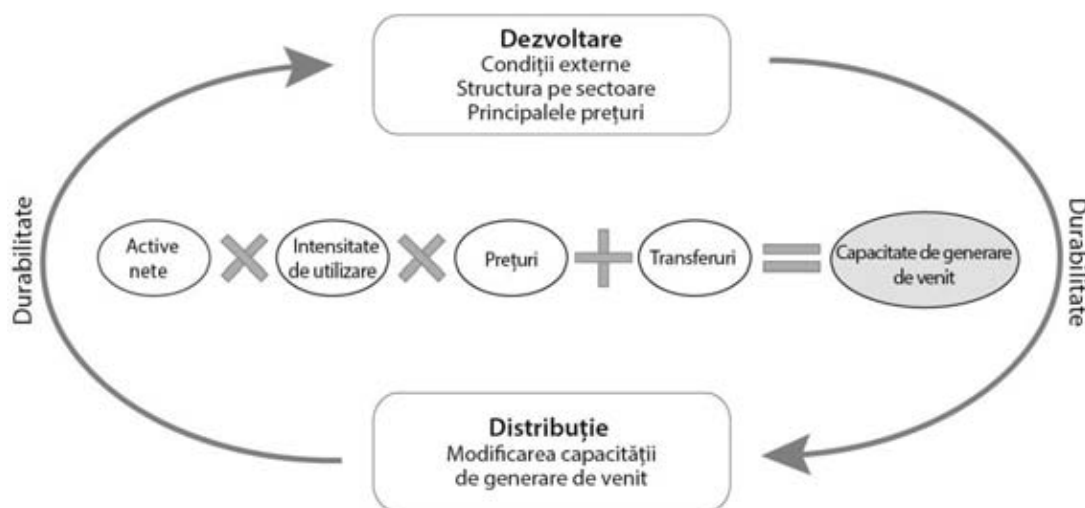 Dezvoltare
Condiții externe
Structura pe sectoare
Principalele prețuri
Durabilitate
Active
nete
Intensitate
de utilizare
Prețuri
Transferuri
Capacitate de generare
de venit
Durabilitate
Distribuție
Modificarea capacității
de generare de venit